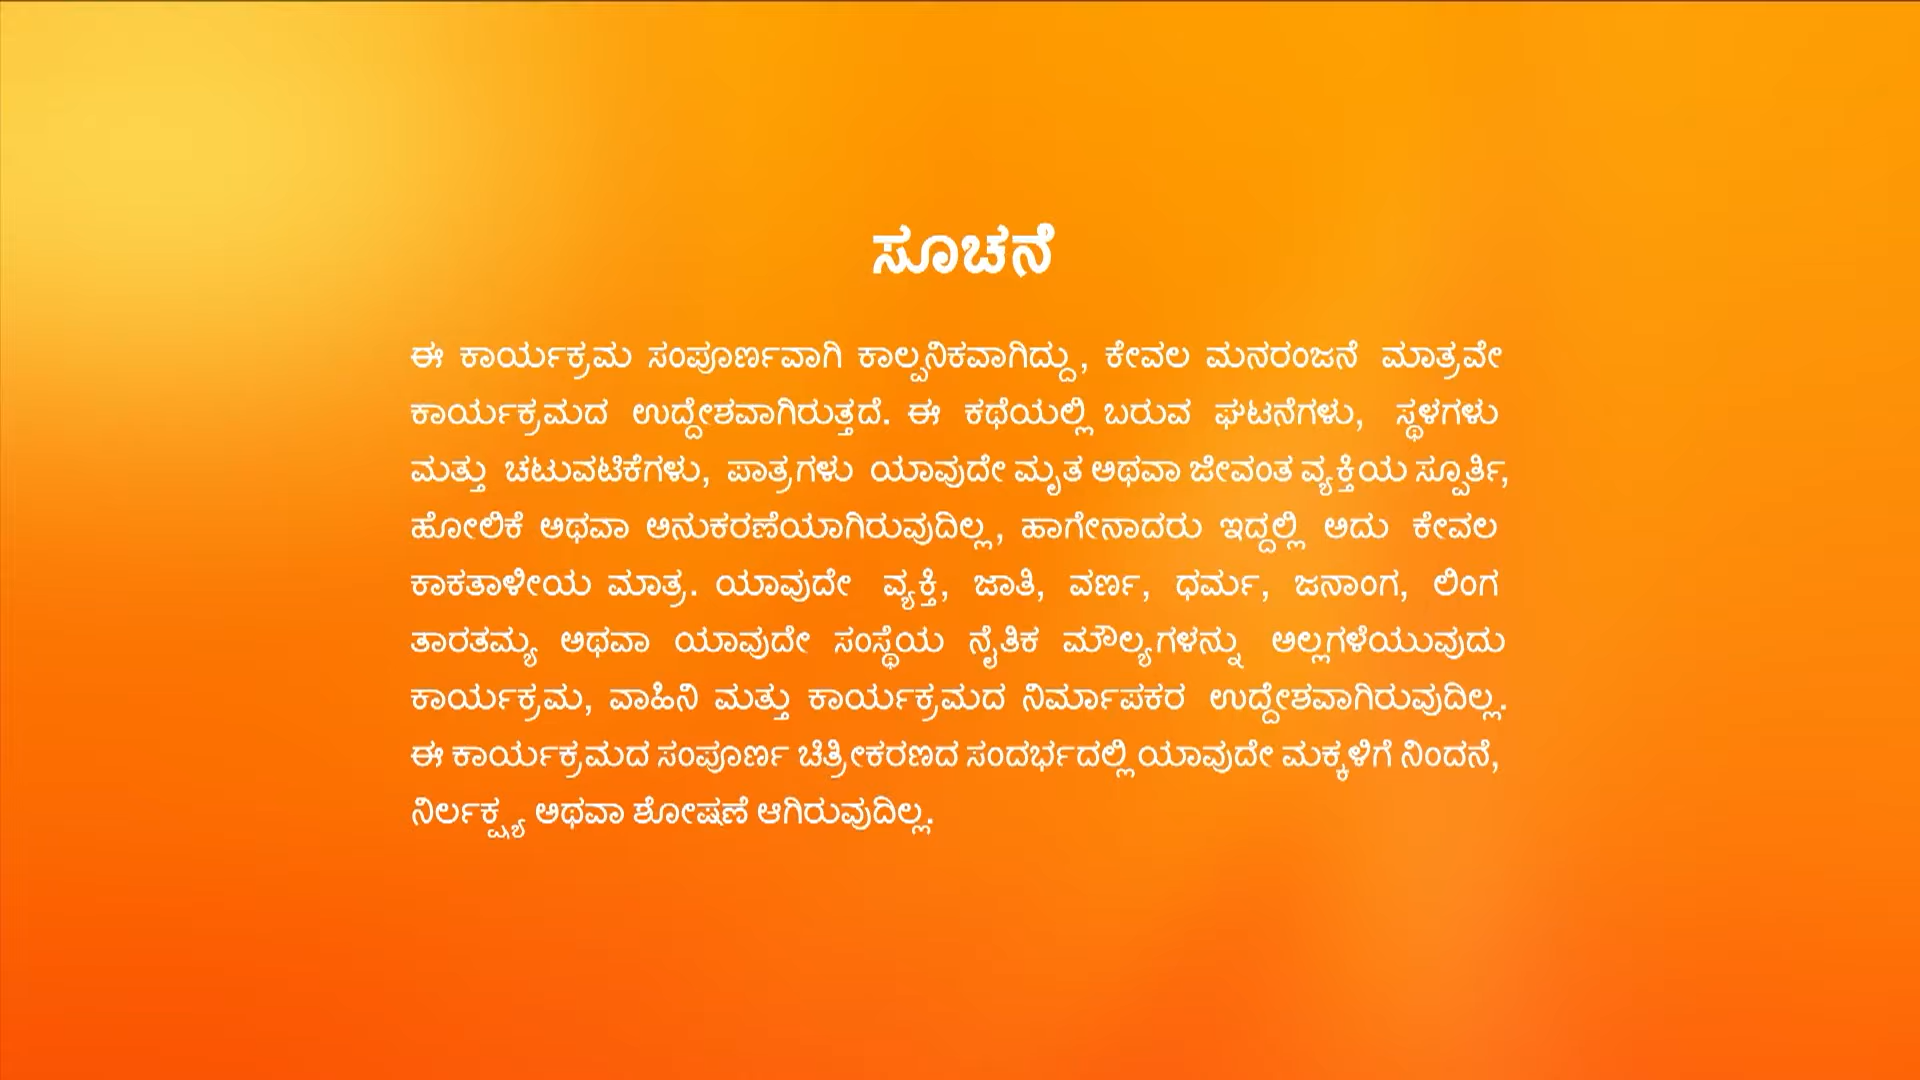 ಸೂಚನೆ
ಈ ಕಾರ್ಯಕ್ರಮ ಸಂಪೂರ್ಣವಾಗಿ ಕಾಲ್ಪನಿಕವಾಗಿದ್ದು, ಕೇವಲ ಮನರಂಜನೆ ಮಾತ್ರವೇ
ಕಾರ್ಯಕ್ರಮದ ಉದ್ದೇಶವಾಗಿರುತ್ತದೆ. ಈ ಕಥೆಯಲ್ಲಿ ಬರುವ ಘಟನೆಗಳು, ಸ್ಥಳಗಳು
ಮತ್ತು ಚಟುವಟಿಕೆಗಳು, ಪಾತ್ರಗಳು ಯಾವುದೇ ಮೃತ ಅಥವಾ ಜೀವಂತ ವ್ಯಕ್ತಿಯ ಸ್ಪೂರ್ತಿ,
ಹೋಲಿಕೆ ಅಥವಾ ಅನುಕರಣೆಯಾಗಿರುವುದಿಲ್ಲ, ಹಾಗೇನಾದರು ಇದ್ದಲ್ಲಿ ಅದು ಕೇವಲ
ಕಾಕತಾಳೀಯ ಮಾತ್ರ. ಯಾವುದೇ ವ್ಯಕ್ತಿ, ಜಾತಿ, ವರ್ಣ, ಧರ್ಮ, ಜನಾಂಗ, ಲಿಂಗ
ತಾರತಮ್ಯ ಅಥವಾ ಯಾವುದೇ ಸಂಸ್ಥೆಯ ನೈತಿಕ ಮೌಲ್ಯಗಳನ್ನು ಅಲ್ಲಗಳೆಯುವುದು
ಕಾರ್ಯಕ್ರಮ, ವಾಹಿನಿ ಮತ್ತು ಕಾರ್ಯಕ್ರಮದ ನಿರ್ಮಾಪಕರ ಉದ್ದೇಶವಾಗಿರುವುದಿಲ್ಲ.
ಈ ಕಾರ್ಯಕ್ರಮದ ಸಂಪೂರ್ಣ ಚಿತ್ರೀಕರಣದ ಸಂದರ್ಭದಲ್ಲಿ ಯಾವುದೇ ಮಕ್ಕಳಿಗೆ ನಿಂದನೆ,
ನಿರ್ಲಕ್ಷ್ಯ ಅಥವಾ ಶೋಷಣೆ ಆಗಿರುವುದಿಲ್ಲ.